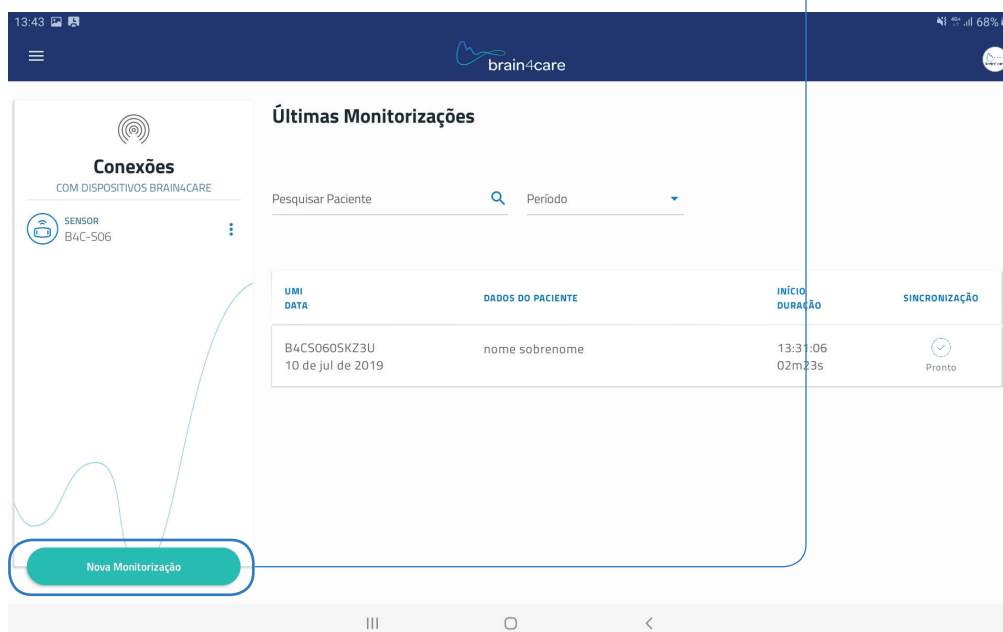 13:43
68%
brain4care
Conexões
COM DISPOSITIVOS BRAIN4CARE
SENSOR
B4C-S06
Nova Monitorização
Últimas Monitorizações
Pesquisar Paciente
Período
UMI
DATA
DADOS DO PACIENTE
INÍCIO
DURAÇÃO
SINCRONIZAÇÃO
B4CS060SKZ3U
10 de jul de 2019
nome sobrenome
13:31:06
02m23s
Pronto